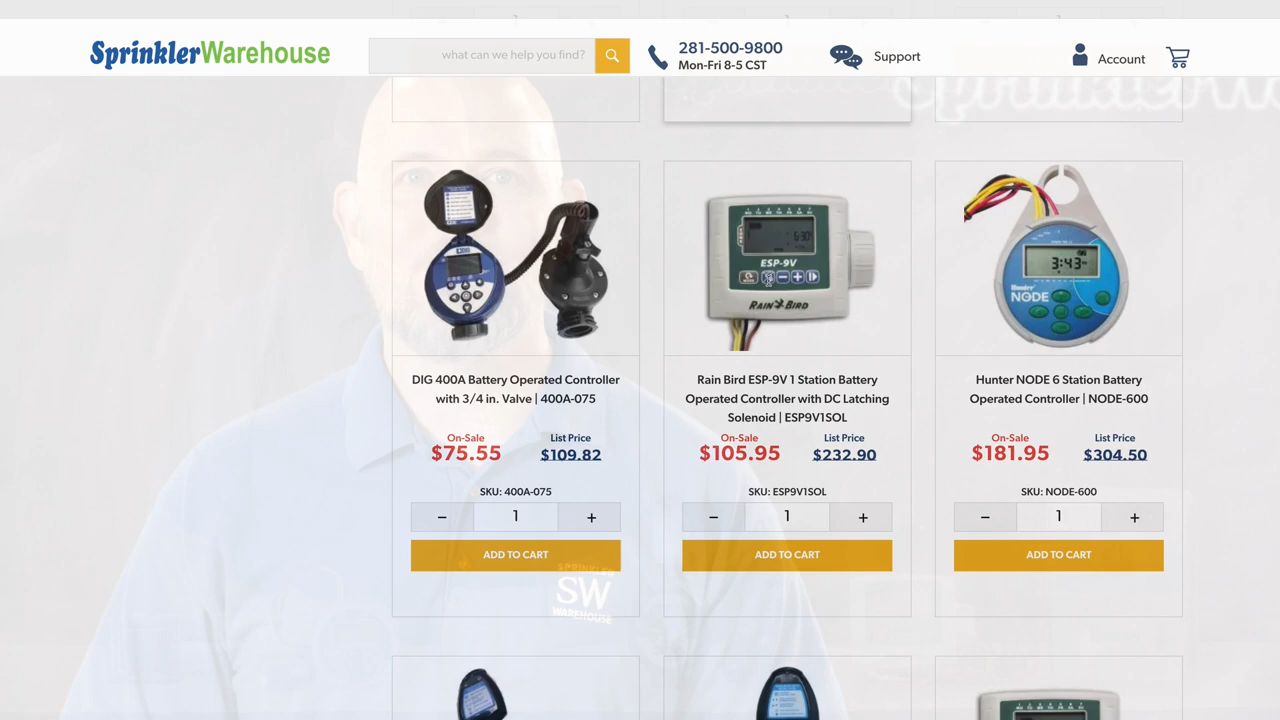 SprinklerWarehouse
what can we help you find?
281-500-9800
Mon-Fri 8-5 CST
Support
Account
DIG
ESP-9V
RAIN BIRD
3:43
Hunter
NODE
DIG 400A Battery Operated Controller
with 3/4 in. Valve | 400A-075
On-Sale
List Price
$75.55
$109.82
SKU: 400A-075
− 1 +
ADD TO CART
Rain Bird ESP-9V 1 Station Battery
Operated Controller with DC Latching
Solenoid | ESP9V1SOL
On-Sale
List Price
$105.95
$232.90
SKU: ESP9V1SOL
− 1 +
ADD TO CART
Hunter NODE 6 Station Battery
Operated Controller | NODE-600
On-Sale
List Price
$181.95
$304.50
SKU: NODE-600
− 1 +
ADD TO CART
SPRINKLER
SW
WAREHOUSE